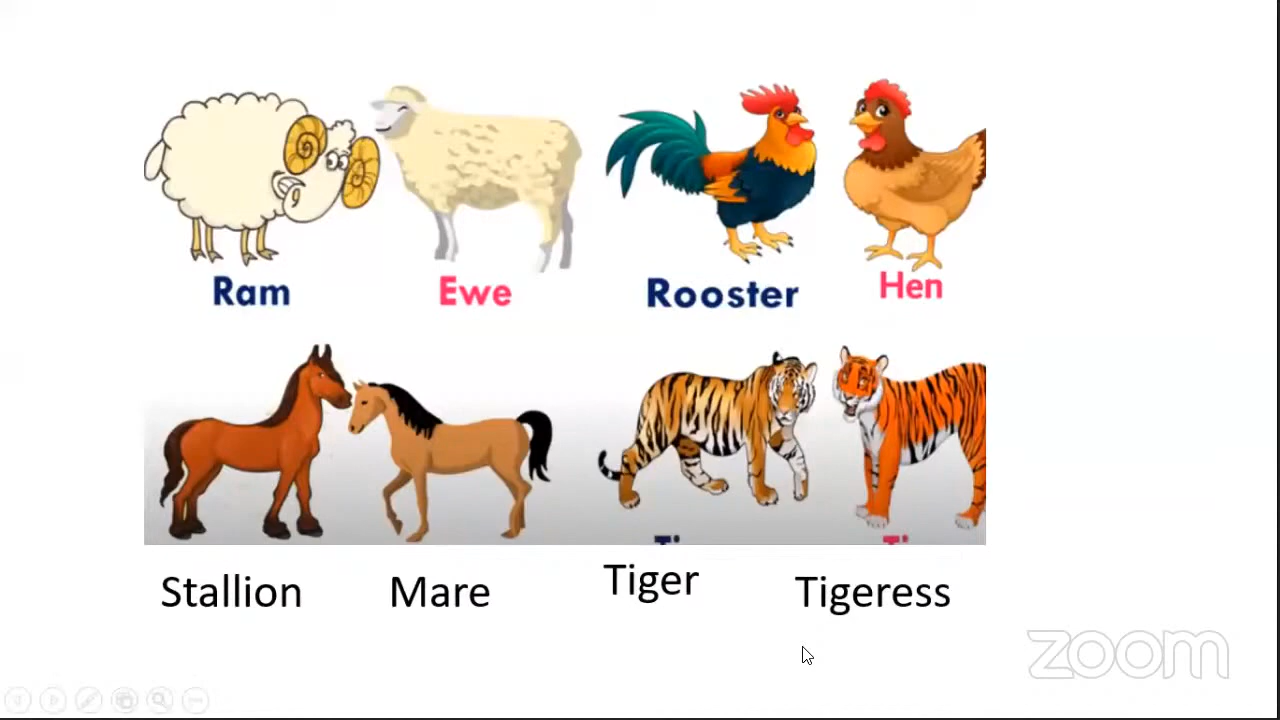 Ram
Ewe
Rooster
Hen
Stallion
Mare
Tiger
Tigeress
zoom